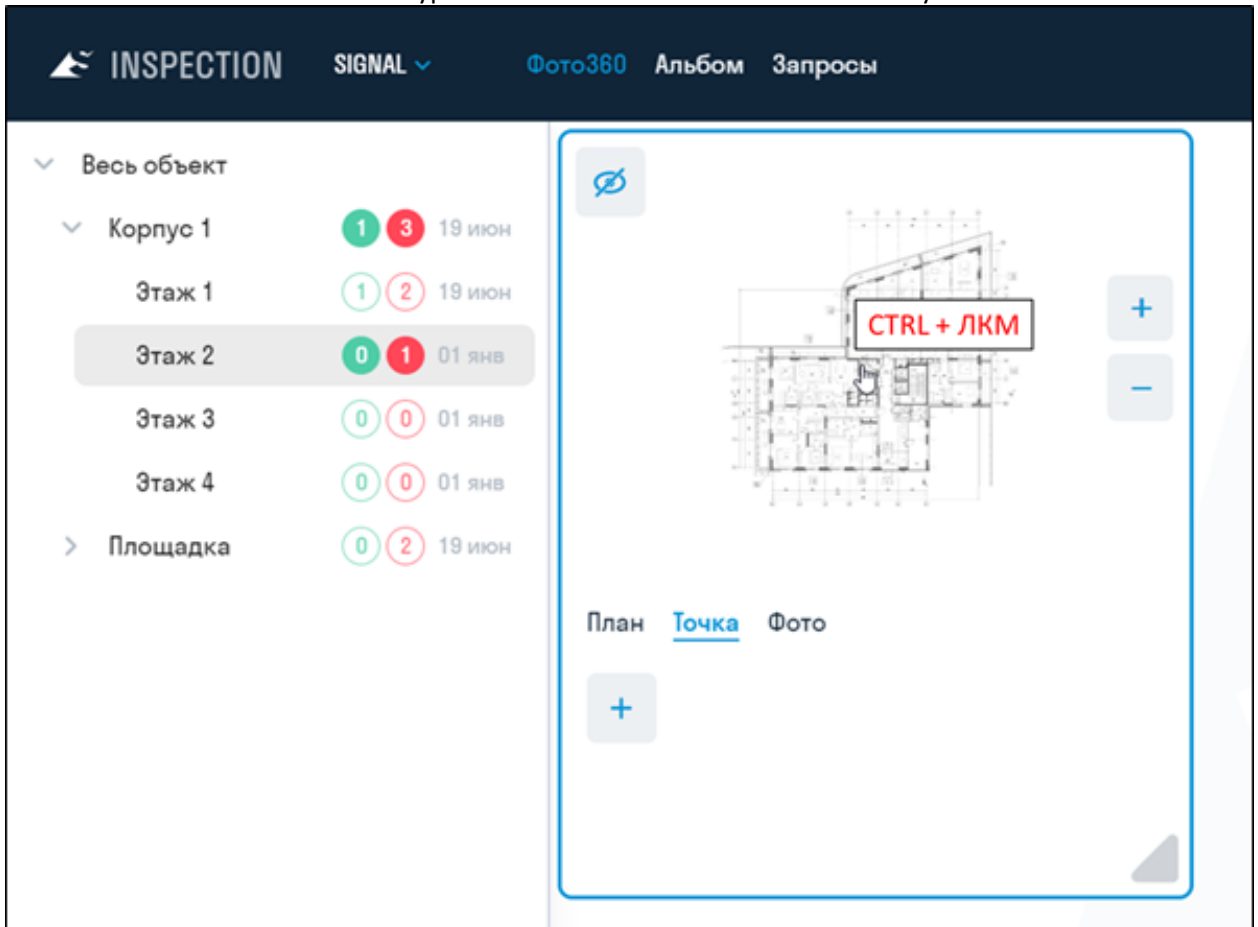 INSPECTION SIGNAL Фото360 Альбом Запросы
Весь объект
Корпус 1 1 3 19 июн
Этаж 1 1 2 19 июн
Этаж 2 0 1 01 янв
Этаж 3 0 0 01 янв
Этаж 4 0 0 01 янв
Площадка 0 2 19 июн
CTRL + ЛКМ
+
−
План Точка Фото
+